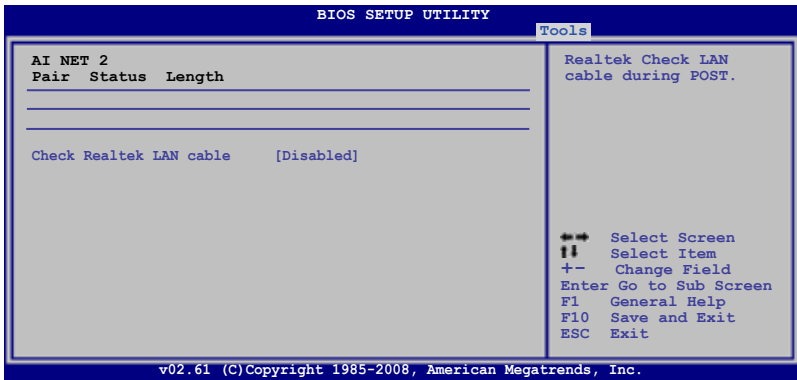 BIOS SETUP UTILITY
Tools
AI NET 2
Pair Status Length
Check Realtek LAN cable [Disabled]
Realtek Check LAN
cable during POST.
Select Screen
Select Item
+- Change Field
Enter Go to Sub Screen
F1 General Help
F10 Save and Exit
ESC Exit
v02.61 (C)Copyright 1985-2008, American Megatrends, Inc.